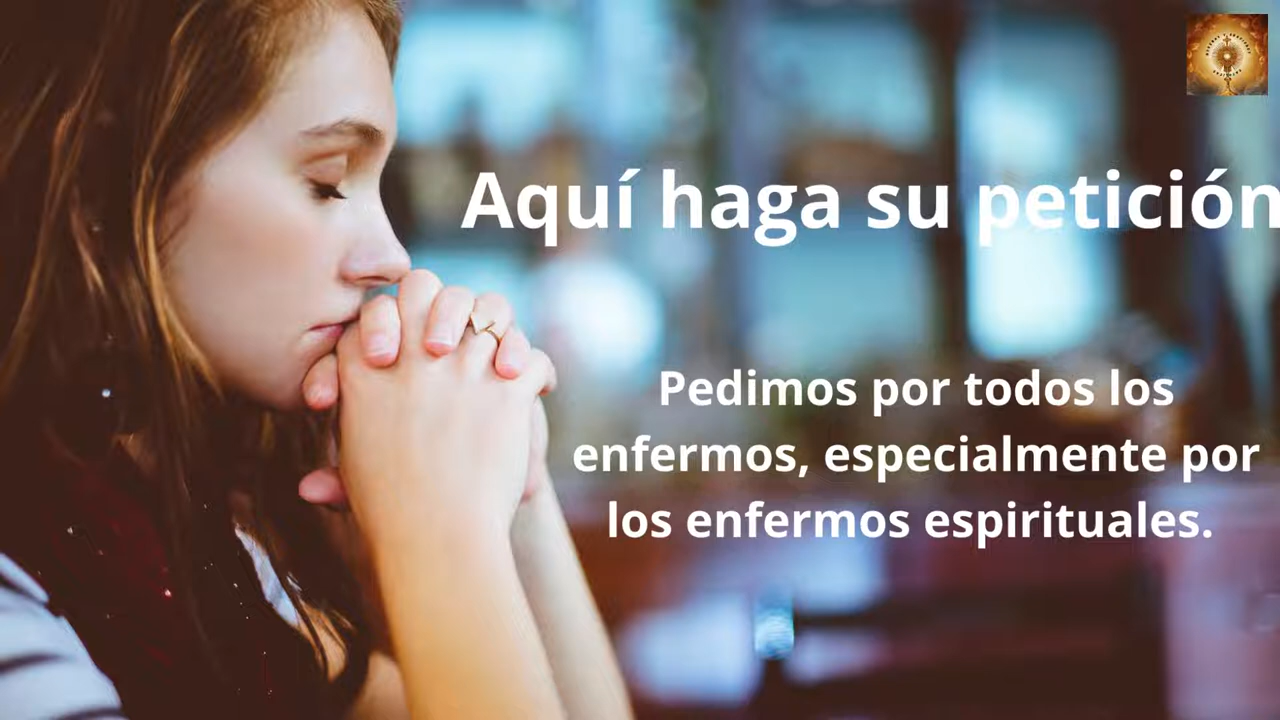 Aquí haga su petición
Pedimos por todos los
enfermos, especialmente por
los enfermos espirituales.